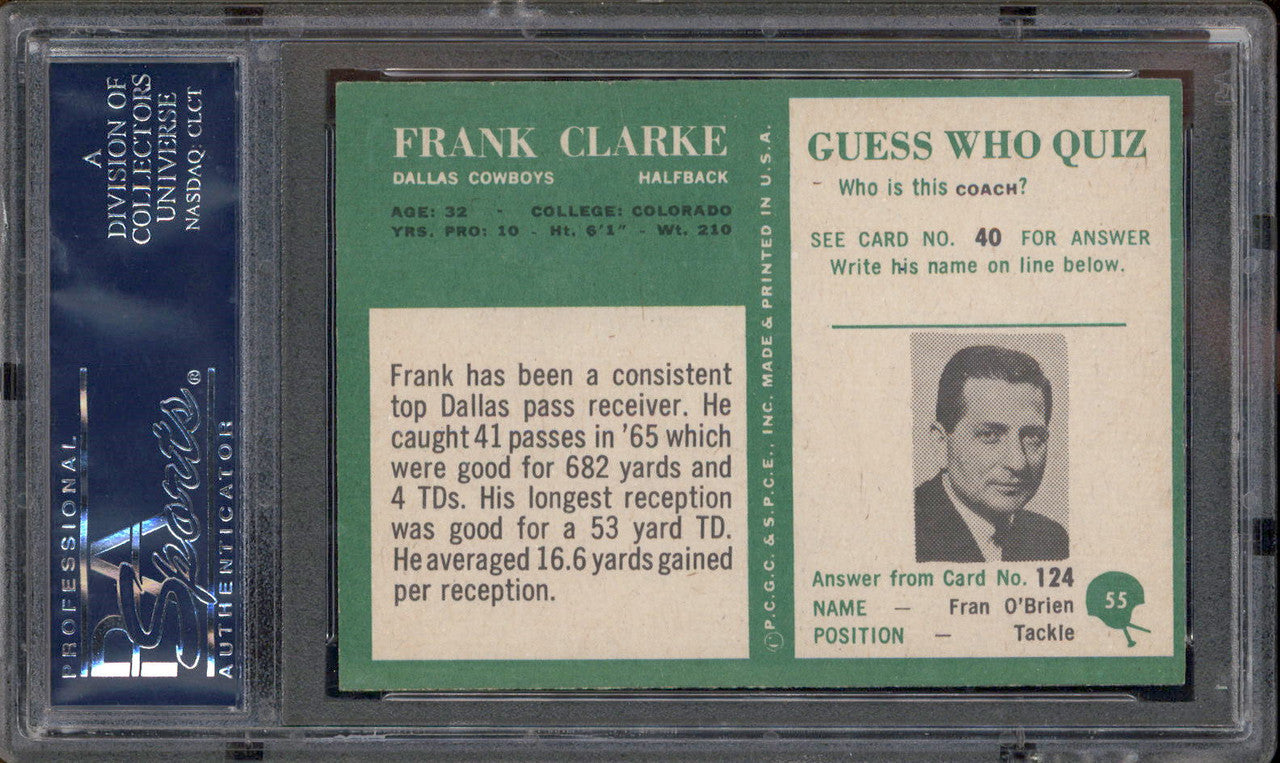 A
DIVISION OF
COLLECTORS
UNIVERSE
NASDAQ: CLCT
PROFESSIONAL
PSA
Sports®
AUTHENTICATOR
FRANK CLARKE
DALLAS COWBOYS HALFBACK
AGE: 32 - COLLEGE: COLORADO
YRS. PRO: 10 - Ht. 6'1" - Wt. 210
Frank has been a consistent
top Dallas pass receiver. He
caught 41 passes in '65 which
were good for 682 yards and
4 TDs. His longest reception
was good for a 53 yard TD.
He averaged 16.6 yards gained
per reception.
© P.C.G.C. & S.P.C.E., INC. MADE & PRINTED IN U.S.A.
GUESS WHO QUIZ
Who is this COACH?
SEE CARD NO. 40 FOR ANSWER
Write his name on line below.
Answer from Card No. 124
NAME — Fran O'Brien
POSITION — Tackle
55